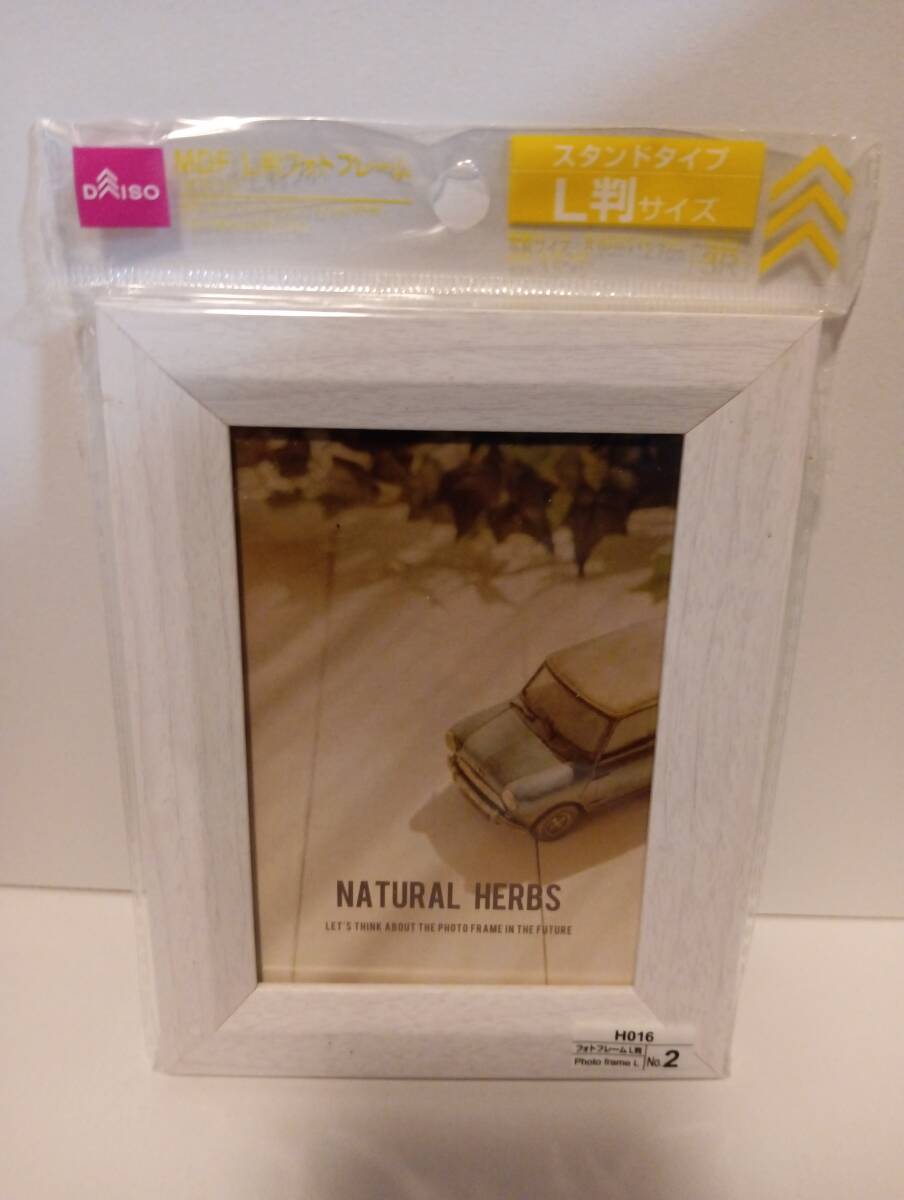 DAISO
MDF L判フォトフレーム
スタンドタイプ
L判サイズ
NATURAL HERBS
LET'S THINK ABOUT THE PHOTO FRAME IN THE FUTURE
H016
フォトフレームL判
Photo frame L
No. 2